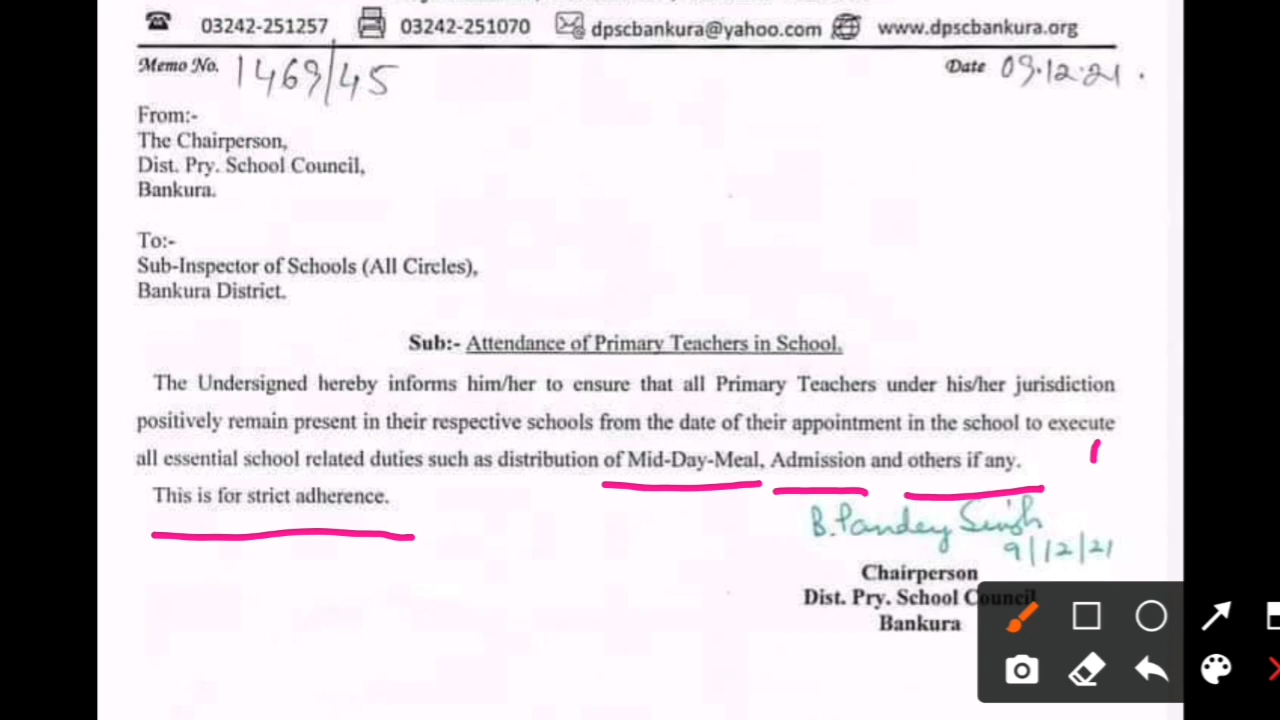 03242-251257 03242-251070 dpscbankura@yahoo.com www.dpscbankura.org
Memo No. 1469/45 Date 09.12.21.
From:-
The Chairperson,
Dist. Pry. School Council,
Bankura.
To:-
Sub-Inspector of Schools (All Circles),
Bankura District.
Sub:- Attendance of Primary Teachers in School.
The Undersigned hereby informs him/her to ensure that all Primary Teachers under his/her jurisdiction
positively remain present in their respective schools from the date of their appointment in the school to execute
all essential school related duties such as distribution of Mid-Day-Meal, Admission and others if any.
This is for strict adherence.
B. Pandey Singh
9/12/21
Chairperson
Dist. Pry. School Council
Bankura